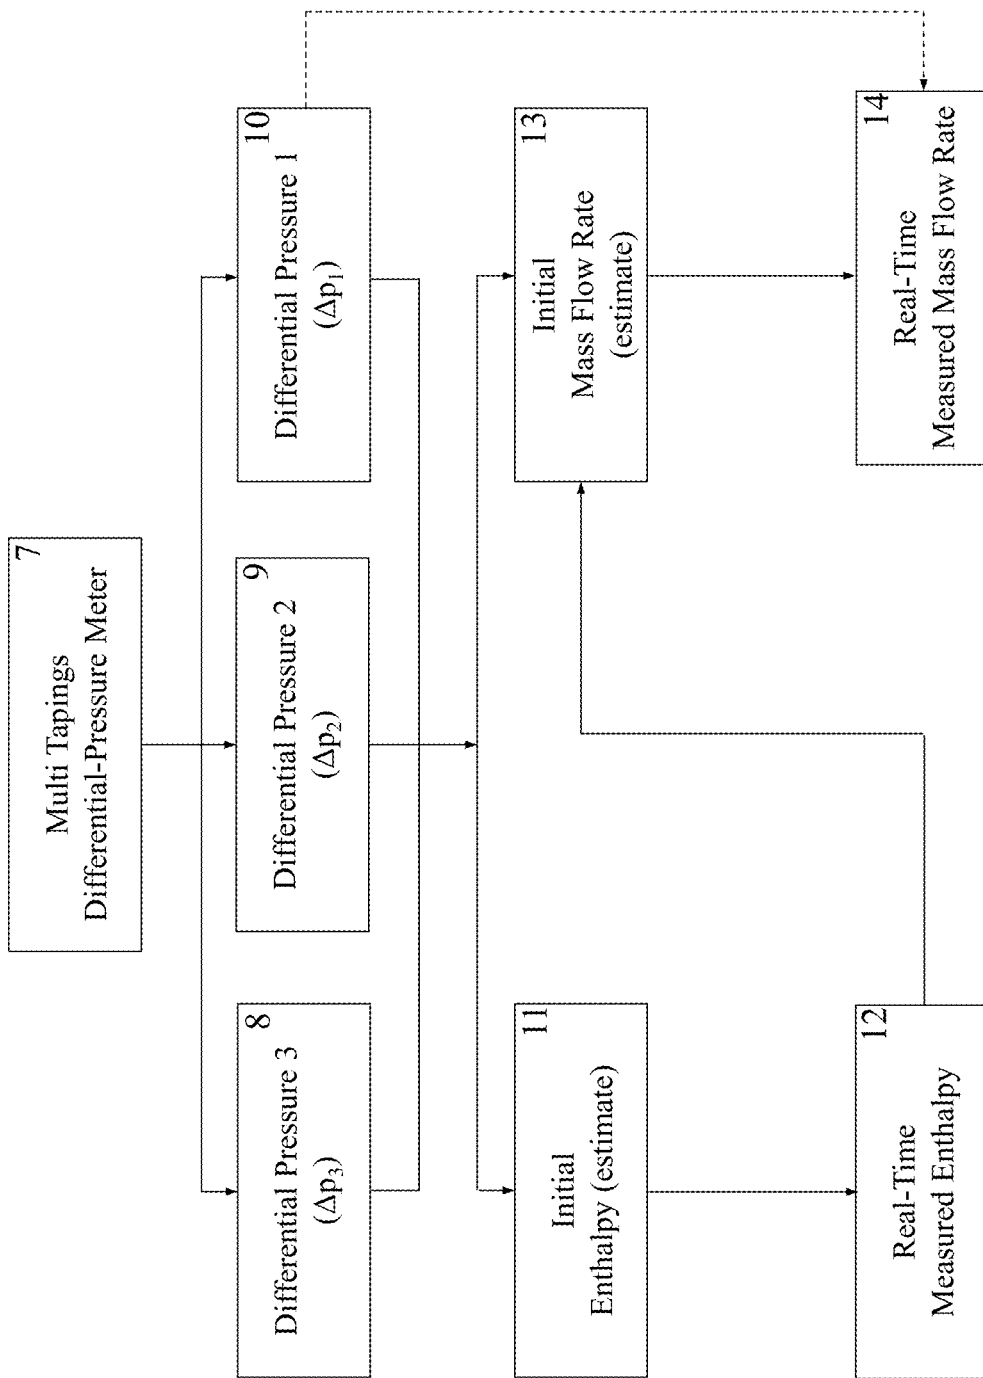 7
Multi Tapings
Differential-Pressure Meter
8
Differential Pressure 3
(Δp₃)
9
Differential Pressure 2
(Δp₂)
10
Differential Pressure 1
(Δp₁)
11
Initial
Enthalpy (estimate)
13
Initial
Mass Flow Rate
(estimate)
12
Real-Time
Measured Enthalpy
14
Real-Time
Measured Mass Flow Rate